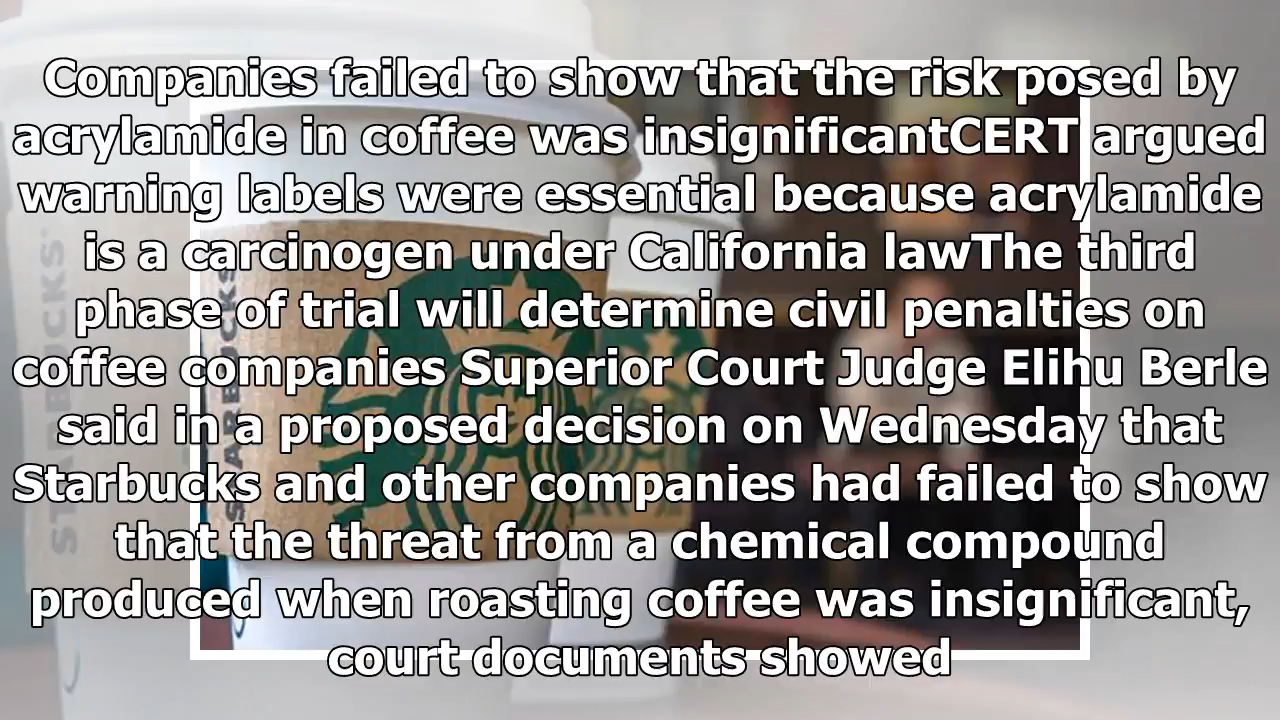 Companies failed to show that the risk posed by
acrylamide in coffee was insignificantCERT argued
warning labels were essential because acrylamide
is a carcinogen under California lawThe third
phase of trial will determine civil penalties on
coffee companies Superior Court Judge Elihu Berle
said in a proposed decision on Wednesday that
Starbucks and other companies had failed to show
that the threat from a chemical compound
produced when roasting coffee was insignificant,
court documents showed
STARBUCKS
STARBUCKS